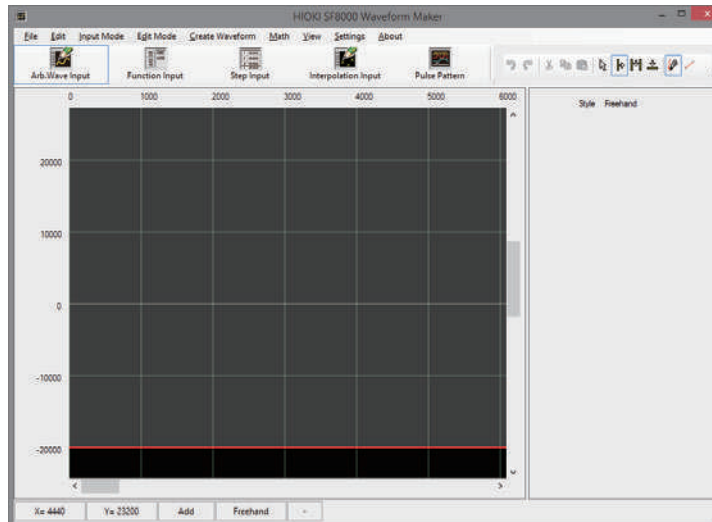 HIOKI SF8000 Waveform Maker
File Edit Input Mode Edit Mode Create Waveform Math View Settings About
Arb.Wave Input Function Input Step Input Interpolation Input Pulse Pattern
0 1000 2000 3000 4000 5000 6000
Style Freehand
20000
10000
0
-10000
-20000
X= 4440 Y= 23200 Add Freehand -